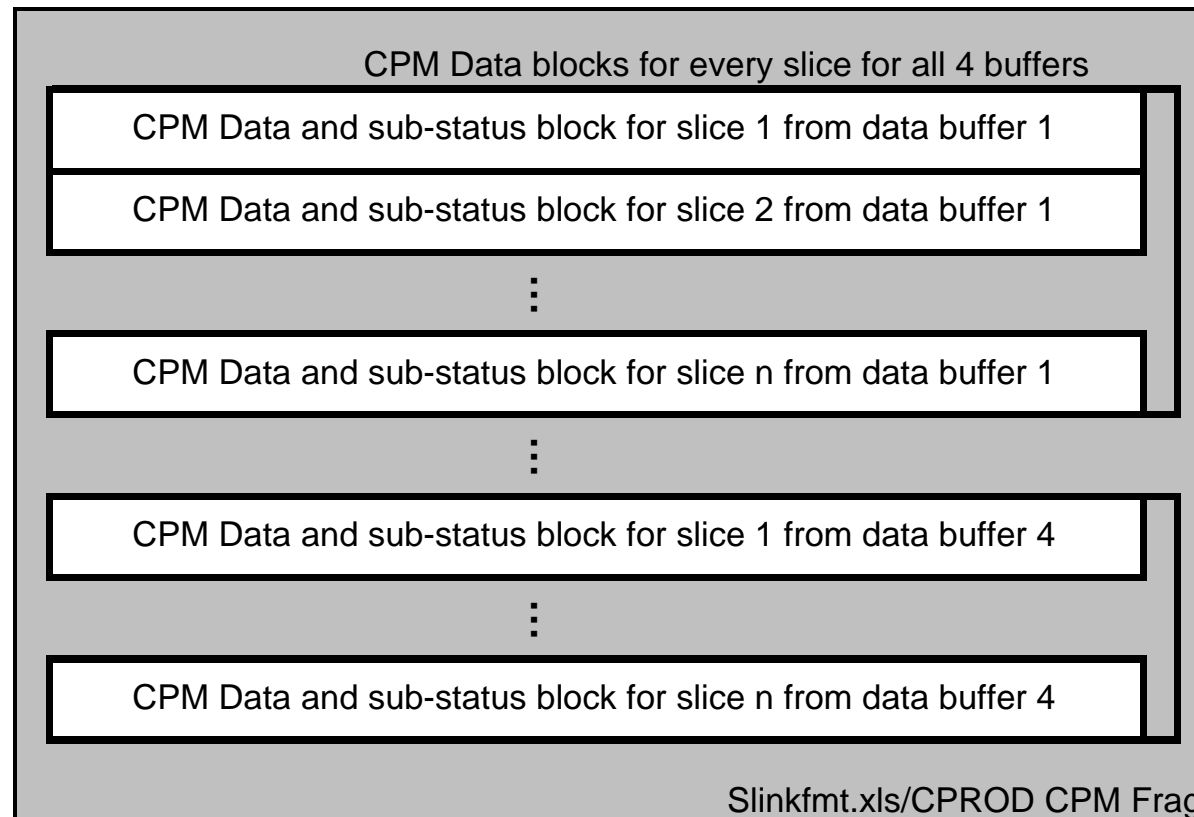 CPM Data blocks for every slice for all 4 buffers
CPM Data and sub-status block for slice 1 from data buffer 1
CPM Data and sub-status block for slice 2 from data buffer 1
⋮
CPM Data and sub-status block for slice n from data buffer 1
⋮
CPM Data and sub-status block for slice 1 from data buffer 4
⋮
CPM Data and sub-status block for slice n from data buffer 4
Slinkfmt.xls/CPROD CPM Frag